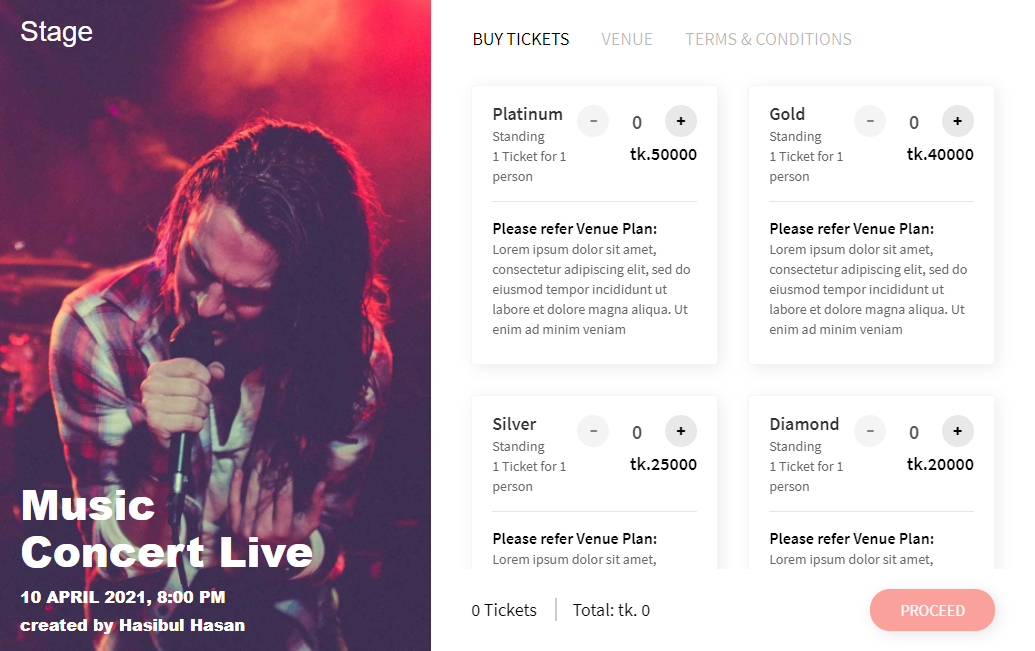 Stage
Music
Concert Live
10 APRIL 2021, 8:00 PM
created by Hasibul Hasan
BUY TICKETS VENUE TERMS & CONDITIONS
Platinum - 0 +
Standing
1 Ticket for 1
person
tk.50000
Please refer Venue Plan:
Lorem ipsum dolor sit amet,
consectetur adipiscing elit, sed do
eiusmod tempor incididunt ut
labore et dolore magna aliqua. Ut
enim ad minim veniam
Gold - 0 +
Standing
1 Ticket for 1
person
tk.40000
Please refer Venue Plan:
Lorem ipsum dolor sit amet,
consectetur adipiscing elit, sed do
eiusmod tempor incididunt ut
labore et dolore magna aliqua. Ut
enim ad minim veniam
Silver - 0 +
Standing
1 Ticket for 1
person
tk.25000
Please refer Venue Plan:
Lorem ipsum dolor sit amet,
Diamond - 0 +
Standing
1 Ticket for 1
person
tk.20000
Please refer Venue Plan:
Lorem ipsum dolor sit amet,
0 Tickets Total: tk. 0
PROCEED